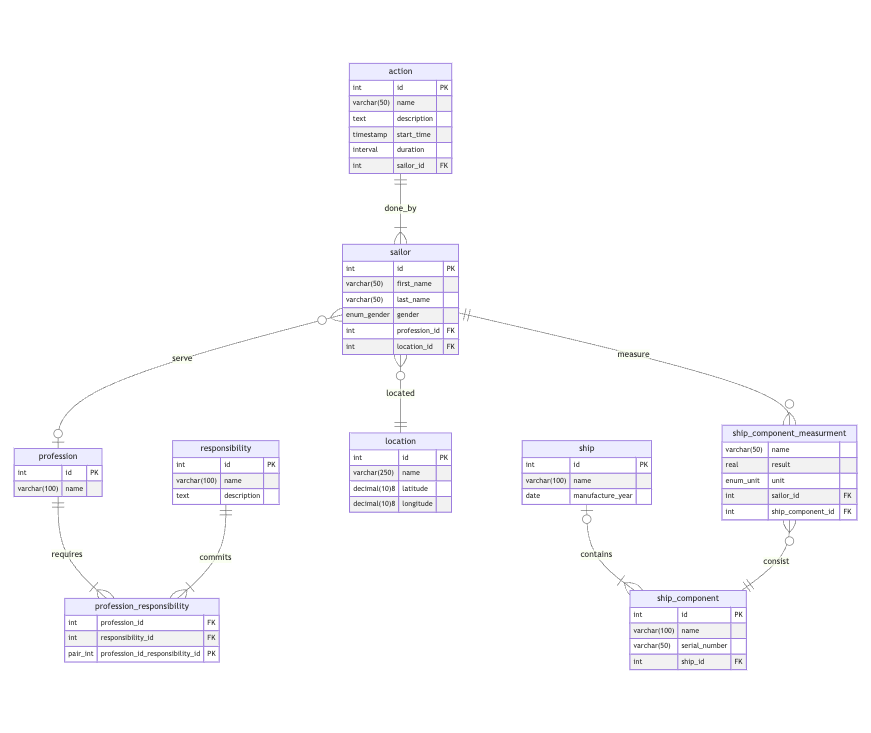 action
int id PK
varchar(50) name
text description
timestamp start_time
interval duration
int sailor_id FK
done_by
sailor
int id PK
varchar(50) first_name
varchar(50) last_name
enum_gender gender
int profession_id FK
int location_id FK
serve
measure
located
profession
int id PK
varchar(100) name
responsibility
int id PK
varchar(100) name
text description
location
int id PK
varchar(250) name
decimal(10)8 latitude
decimal(10)8 longitude
ship
int id PK
varchar(100) name
date manufacture_year
ship_component_measurment
varchar(50) name
real result
enum_unit unit
int sailor_id FK
int ship_component_id FK
requires
commits
contains
consist
profession_responsibility
int profession_id FK
int responsibility_id FK
pair_int profession_id_responsibility_id PK
ship_component
int id PK
varchar(100) name
varchar(50) serial_number
int ship_id FK